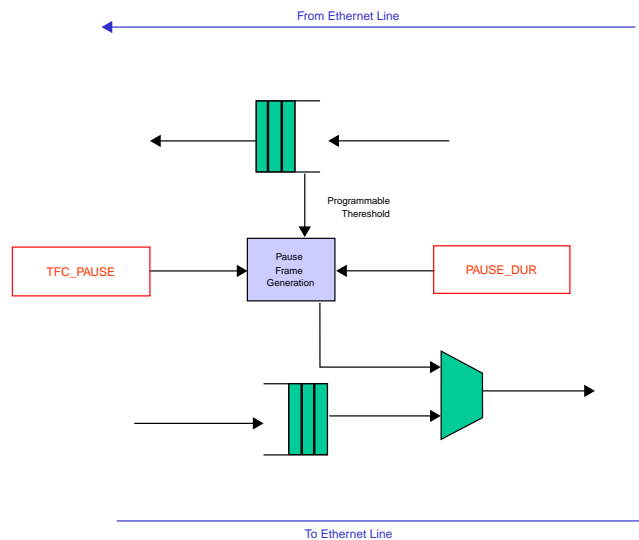 From Ethernet Line
Programmable
Thereshold
TFC_PAUSE
Pause
Frame
Generation
PAUSE_DUR
To Ethernet Line